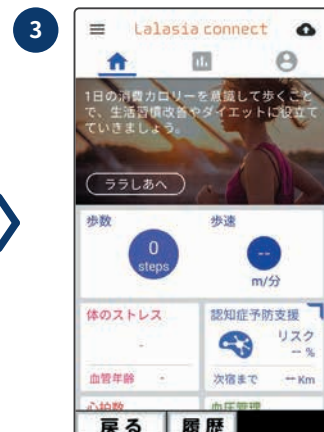 3
Lalasia connect
1日の消費カロリーを意識して歩くこと
で、生活習慣改善やダイエットに役立て
ていきましょう。
ララしあへ
歩数
歩速
0
steps
--
m/分
体のストレス
認知症予防支援
-
リスク
-- %
血管年齢 -
次宿まで --Km
心拍数
血圧管理
戻る
履歴